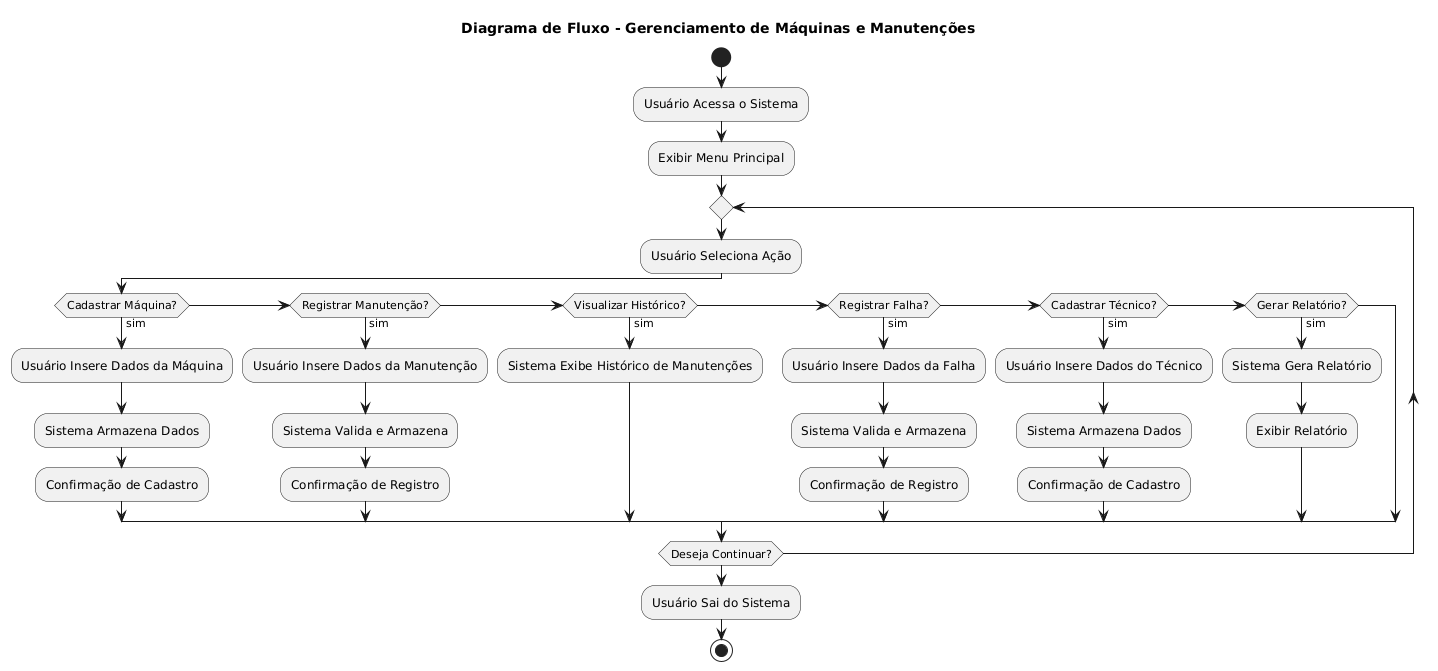 Diagrama de Fluxo - Gerenciamento de Máquinas e Manutenções
Usuário Acessa o Sistema
Exibir Menu Principal
Usuário Seleciona Ação
Cadastrar Máquina?
sim
Usuário Insere Dados da Máquina
Sistema Armazena Dados
Confirmação de Cadastro
Registrar Manutenção?
sim
Usuário Insere Dados da Manutenção
Sistema Valida e Armazena
Confirmação de Registro
Visualizar Histórico?
sim
Sistema Exibe Histórico de Manutenções
Registrar Falha?
sim
Usuário Insere Dados da Falha
Sistema Valida e Armazena
Confirmação de Registro
Cadastrar Técnico?
sim
Usuário Insere Dados do Técnico
Sistema Armazena Dados
Confirmação de Cadastro
Gerar Relatório?
sim
Sistema Gera Relatório
Exibir Relatório
Deseja Continuar?
Usuário Sai do Sistema